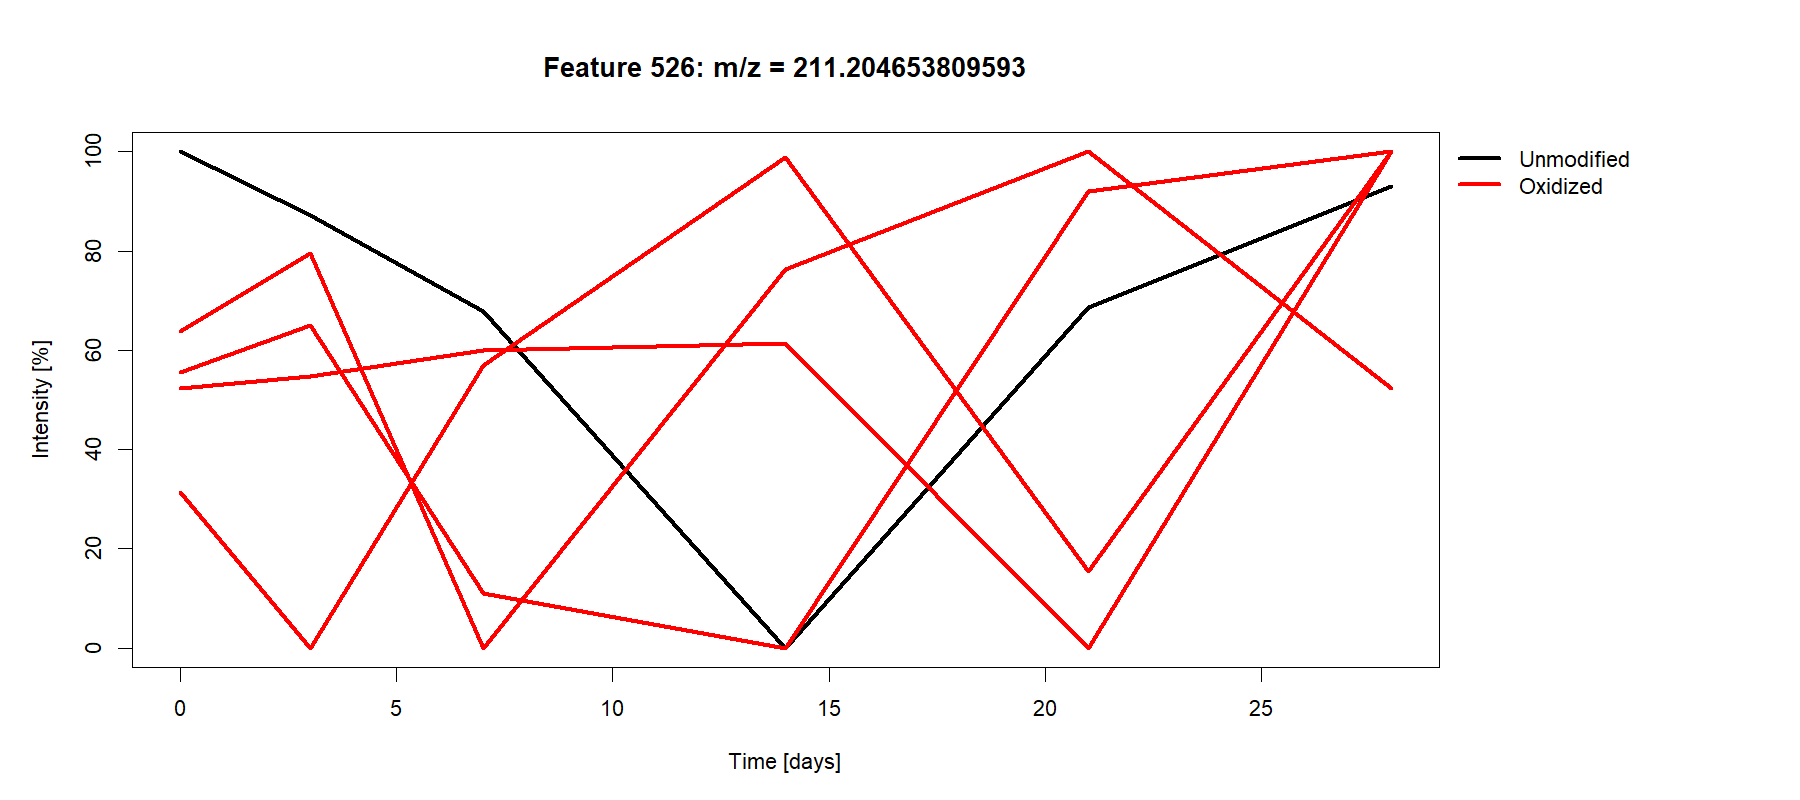 Feature 526: m/z = 211.204653809593
Unmodified
Oxidized
Intensity [%]
100
80
60
40
20
0
0 5 10 15 20 25
Time [days]